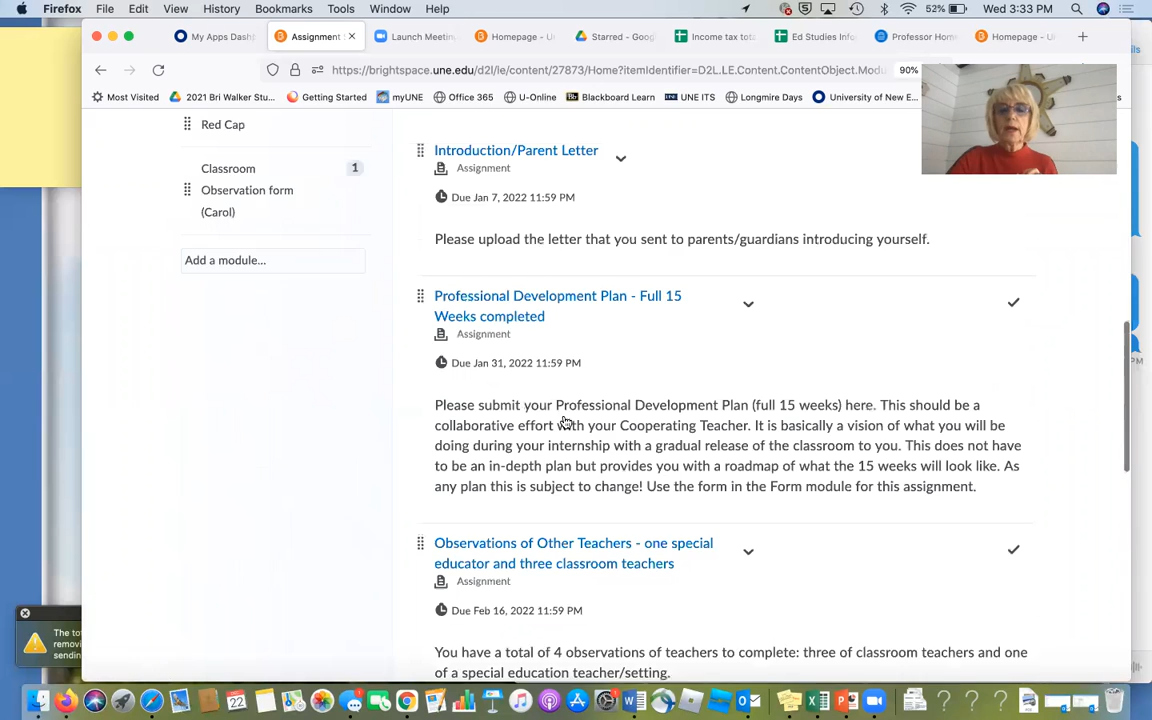 Firefox File Edit View History Bookmarks Tools Window Help 52% Wed 3:33 PM
My Apps Dash Assignment Launch Meetin Homepage - U Starred - Goog Income tax tot Ed Studies Info Professor Hom Homepage - U
https://brightspace.une.edu/d2l/le/content/27873/Home?itemIdentifier=D2L.LE.Content.ContentObject.Modu 90%
Most Visited 2021 Bri Walker Stu... Getting Started myUNE Office 365 U-Online Blackboard Learn UNE ITS Longmire Days University of New E...
Red Cap
Classroom 1
Observation form
(Carol)
Add a module...
Introduction/Parent Letter
Assignment
Due Jan 7, 2022 11:59 PM
Please upload the letter that you sent to parents/guardians introducing yourself.
Professional Development Plan - Full 15
Weeks completed
Assignment
Due Jan 31, 2022 11:59 PM
Please submit your Professional Development Plan (full 15 weeks) here. This should be a
collaborative effort with your Cooperating Teacher. It is basically a vision of what you will be
doing during your internship with a gradual release of the classroom to you. This does not have
to be an in-depth plan but provides you with a roadmap of what the 15 weeks will look like. As
any plan this is subject to change! Use the form in the Form module for this assignment.
Observations of Other Teachers - one special
educator and three classroom teachers
Assignment
Due Feb 16, 2022 11:59 PM
You have a total of 4 observations of teachers to complete: three of classroom teachers and one
of a special education teacher/setting.
The to
removi
sendin
22